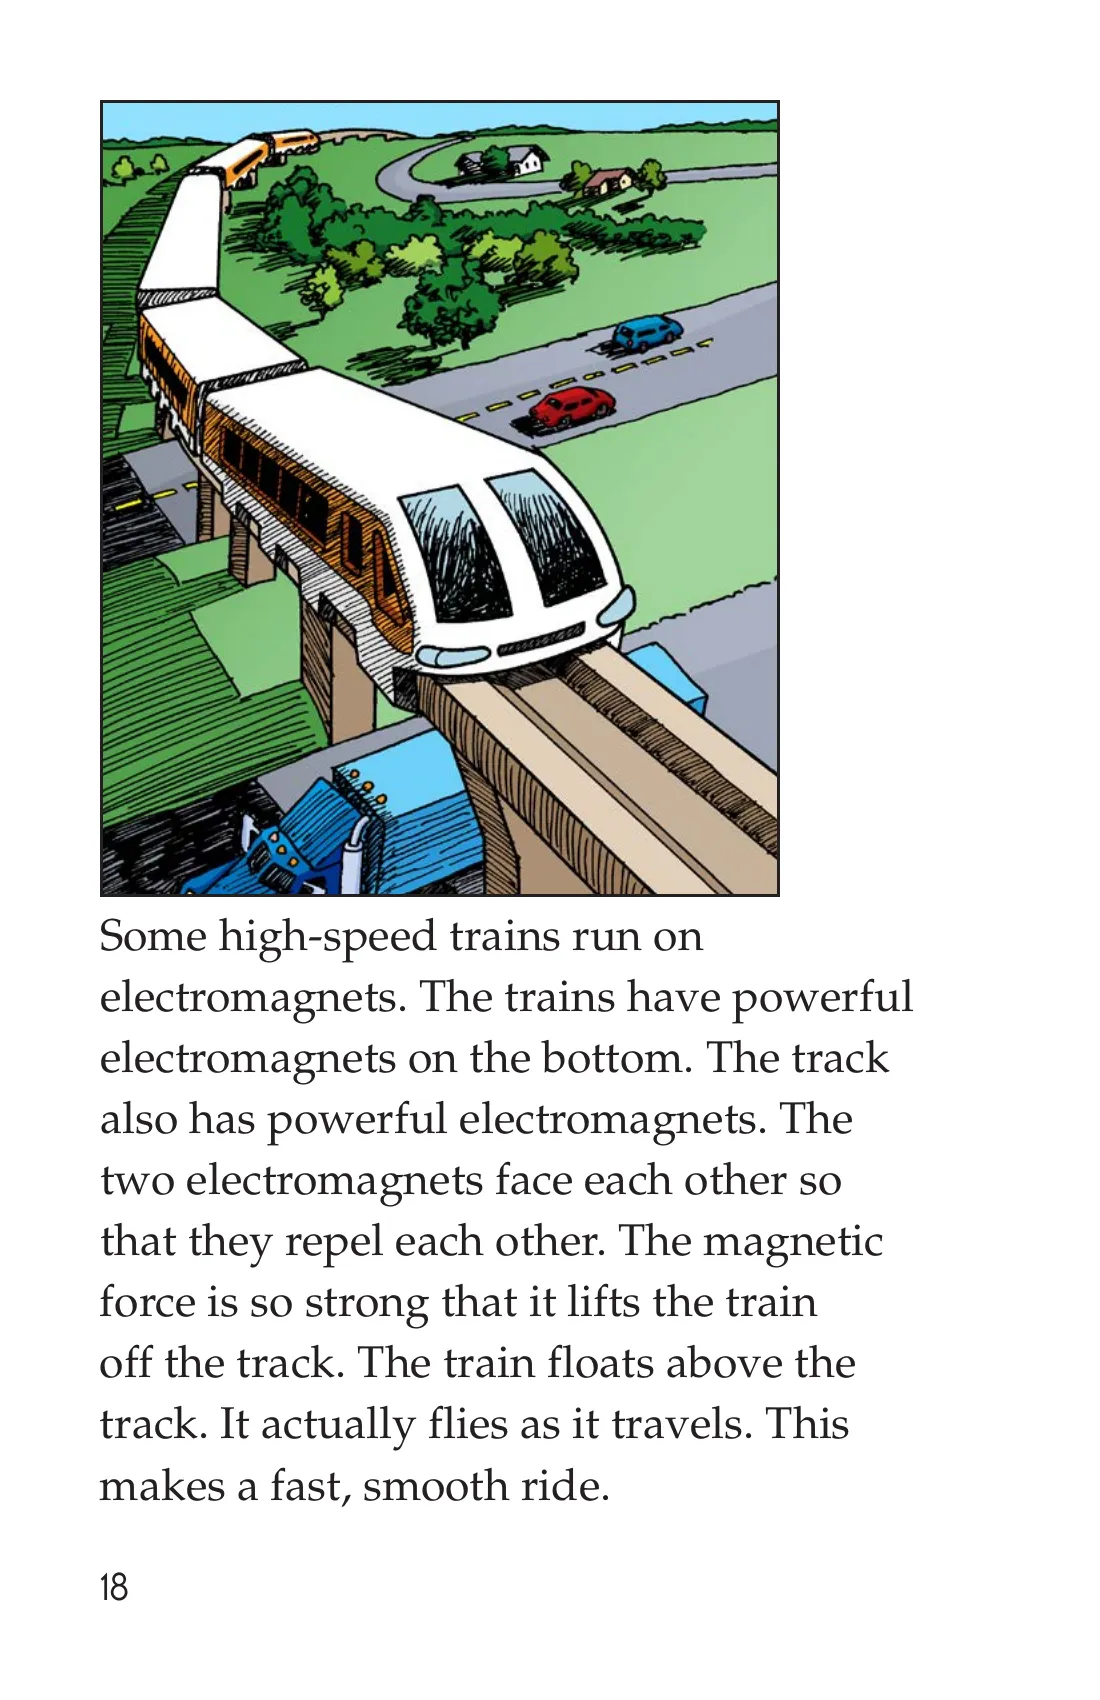 Some high-speed trains run on
electromagnets. The trains have powerful
electromagnets on the bottom. The track
also has powerful electromagnets. The
two electromagnets face each other so
that they repel each other. The magnetic
force is so strong that it lifts the train
off the track. The train floats above the
track. It actually flies as it travels. This
makes a fast, smooth ride.
18